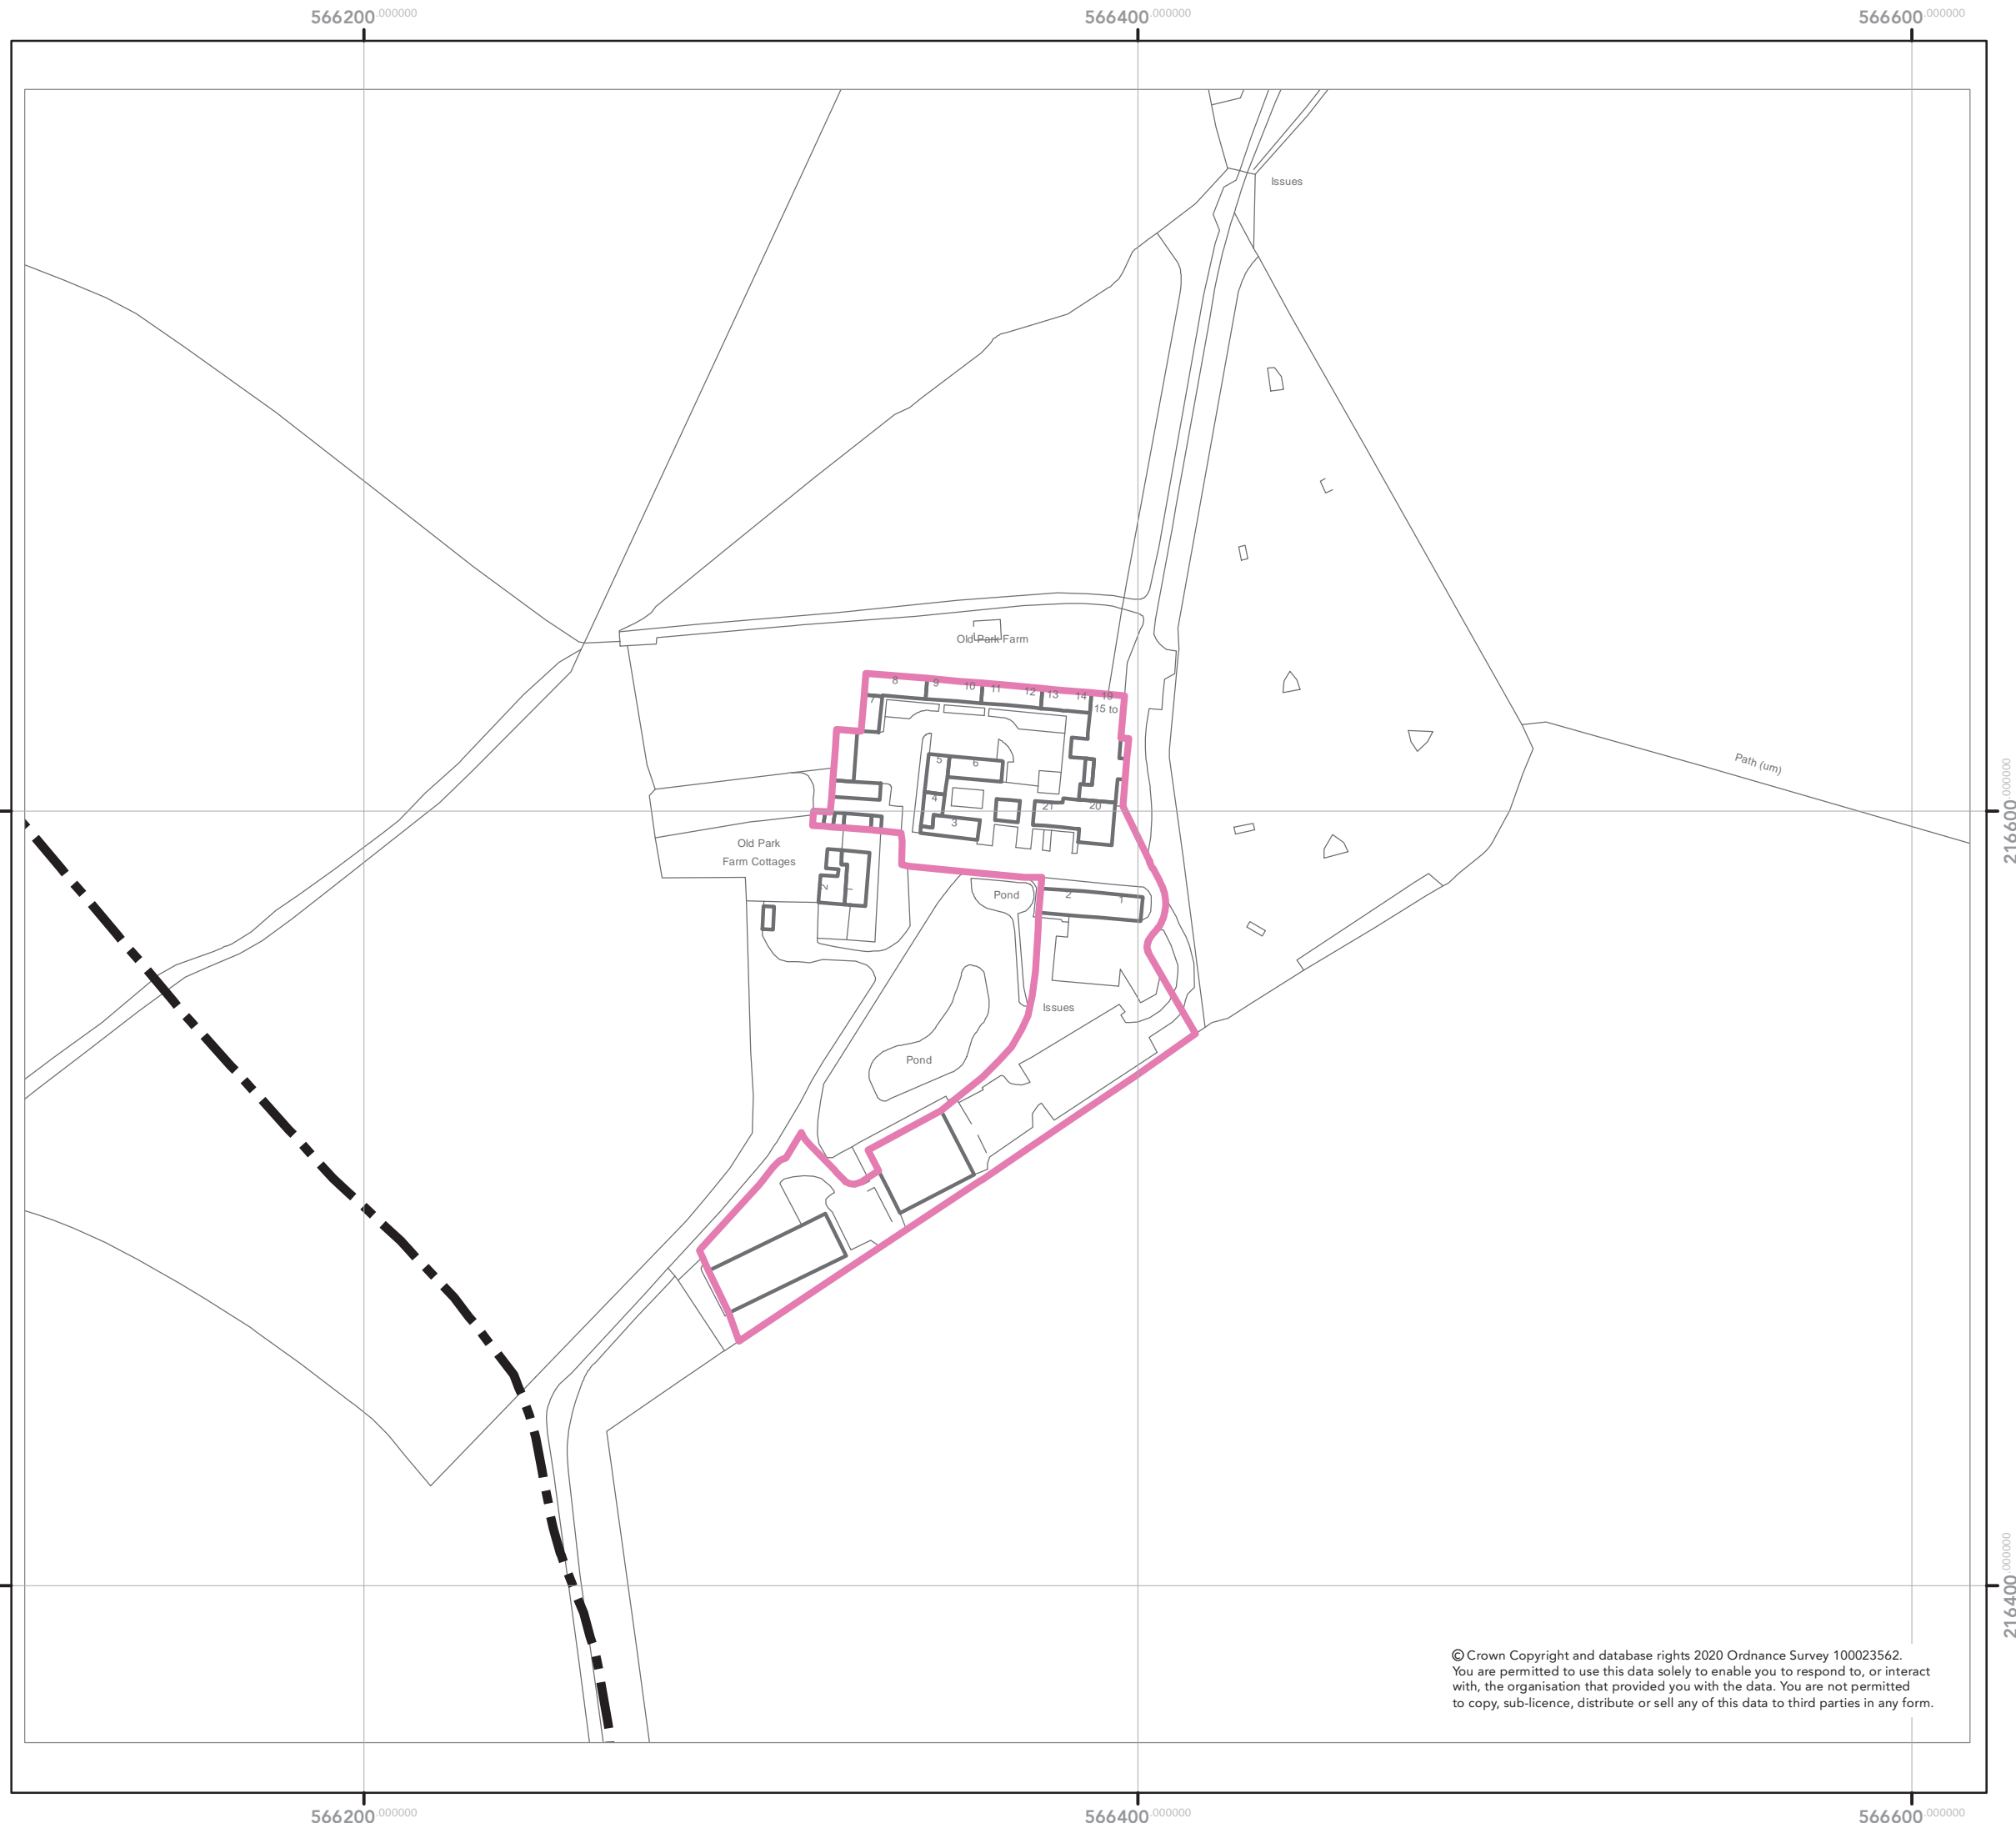 566200.000000
566400.000000
566600.000000
Issues
Old Park Farm
8
9
10
11
12
13
14
19
15 to
7
5
6
4
3
21
20
Path (um)
216600.000000
Old Park
Farm Cottages
2
1
Pond
2
1
Issues
Pond
216400.000000
© Crown Copyright and database rights 2020 Ordnance Survey 100023562.
You are permitted to use this data solely to enable you to respond to, or interact
with, the organisation that provided you with the data. You are not permitted
to copy, sub-licence, distribute or sell any of this data to third parties in any form.
566200.000000
566400.000000
566600.000000